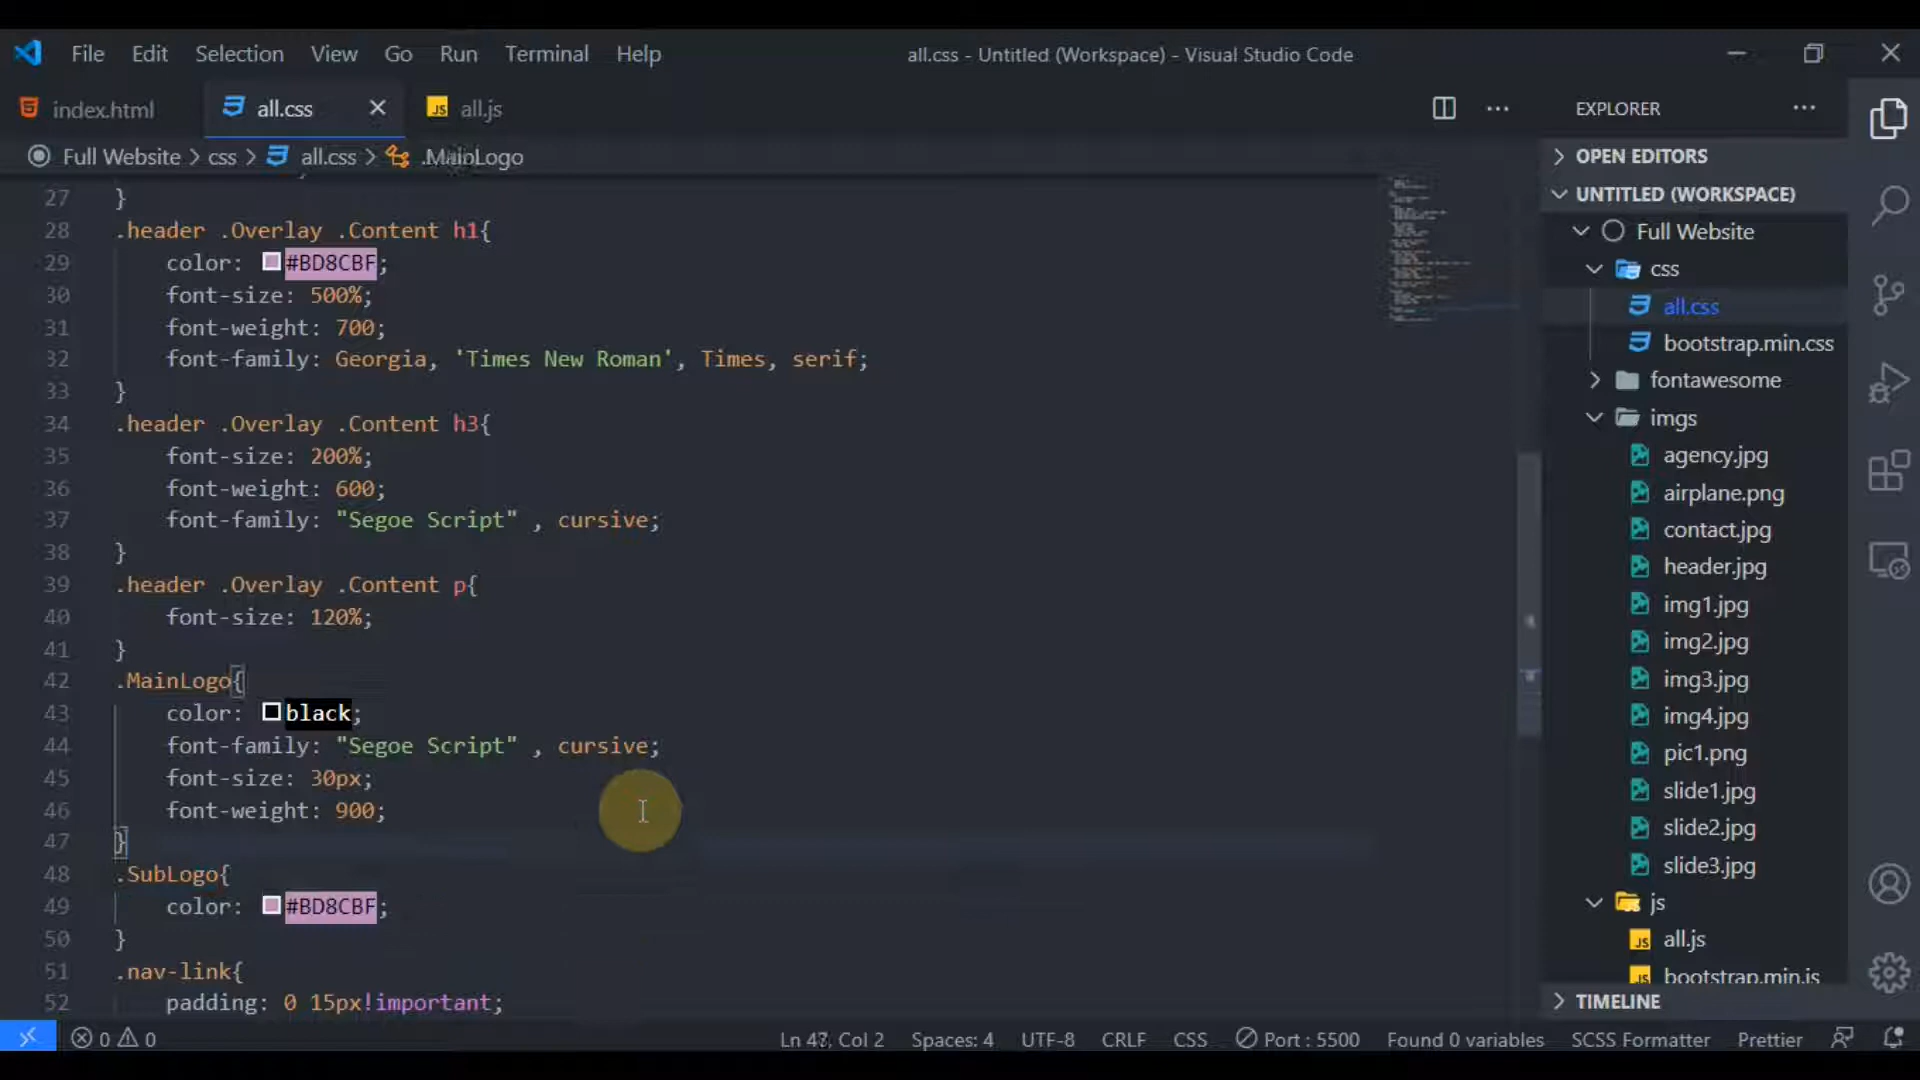 File Edit Selection View Go Run Terminal Help
all.css - Untitled (Workspace) - Visual Studio Code
index.html
all.css
JS all.js
Full Website > css > all.css > .MainLogo
27 }
28 .header .Overlay .Content h1{
29 color: #BD8CBF;
30 font-size: 500%;
31 font-weight: 700;
32 font-family: Georgia, 'Times New Roman', Times, serif;
33 }
34 .header .Overlay .Content h3{
35 font-size: 200%;
36 font-weight: 600;
37 font-family: "Segoe Script" , cursive;
38 }
39 .header .Overlay .Content p{
40 font-size: 120%;
41 }
42 .MainLogo{
43 color: black;
44 font-family: "Segoe Script" , cursive;
45 font-size: 30px;
46 font-weight: 900;
47 }
48 .SubLogo{
49 color: #BD8CBF;
50 }
51 .nav-link{
52 padding: 0 15px!important;
EXPLORER
OPEN EDITORS
UNTITLED (WORKSPACE)
Full Website
css
all.css
bootstrap.min.css
fontawesome
imgs
agency.jpg
airplane.png
contact.jpg
header.jpg
img1.jpg
img2.jpg
img3.jpg
img4.jpg
pic1.png
slide1.jpg
slide2.jpg
slide3.jpg
js
JS all.js
JS bootstrap.min.js
TIMELINE
0 0 Ln 47, Col 2 Spaces: 4 UTF-8 CRLF CSS Port : 5500 Found 0 variables SCSS Formatter Prettier